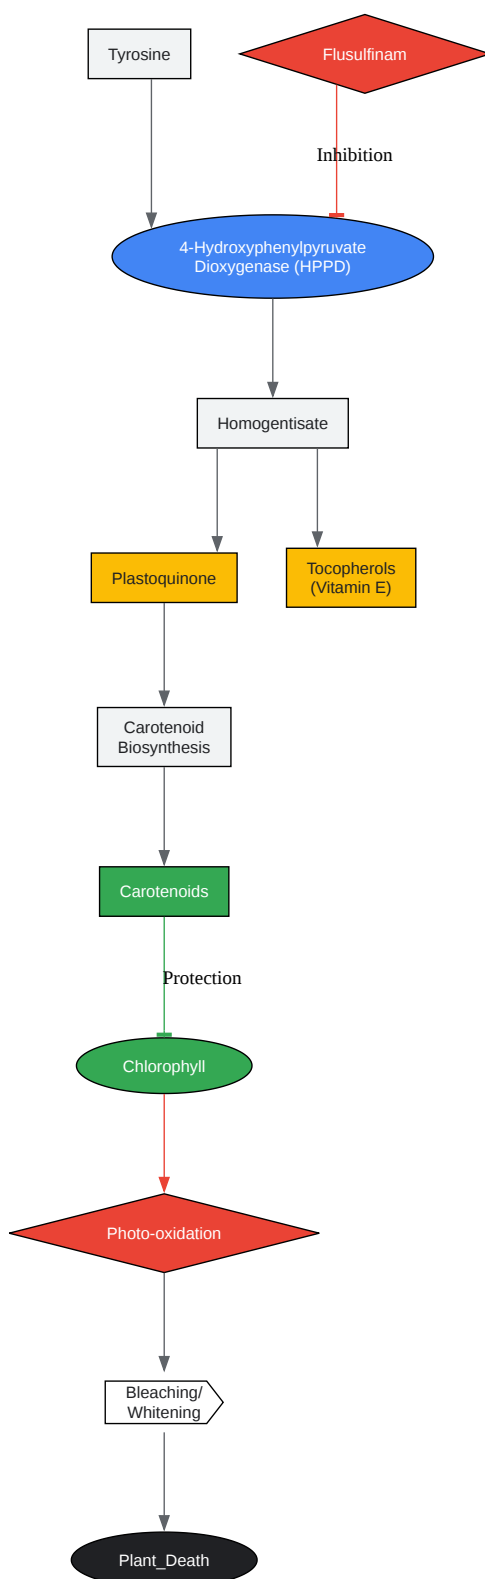 Tyrosine
Flusulfinam
Inhibition
4-Hydroxyphenylpyruvate
Dioxygenase (HPPD)
Homogentisate
Plastoquinone
Tocopherols
(Vitamin E)
Carotenoid
Biosynthesis
Carotenoids
Protection
Chlorophyll
Photo-oxidation
Bleaching/
Whitening
Plant_Death